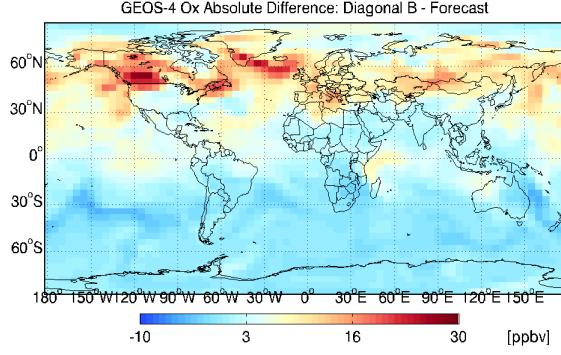 GEOS-4 Ox Absolute Difference: Diagonal B - Forecast
60°N
30°N
0°
30°S
60°S
180°W 150°W 120°W 90°W 60°W 30°W 0° 30°E 60°E 90°E 120°E 150°E
-10 3 16 30 [ppbv]